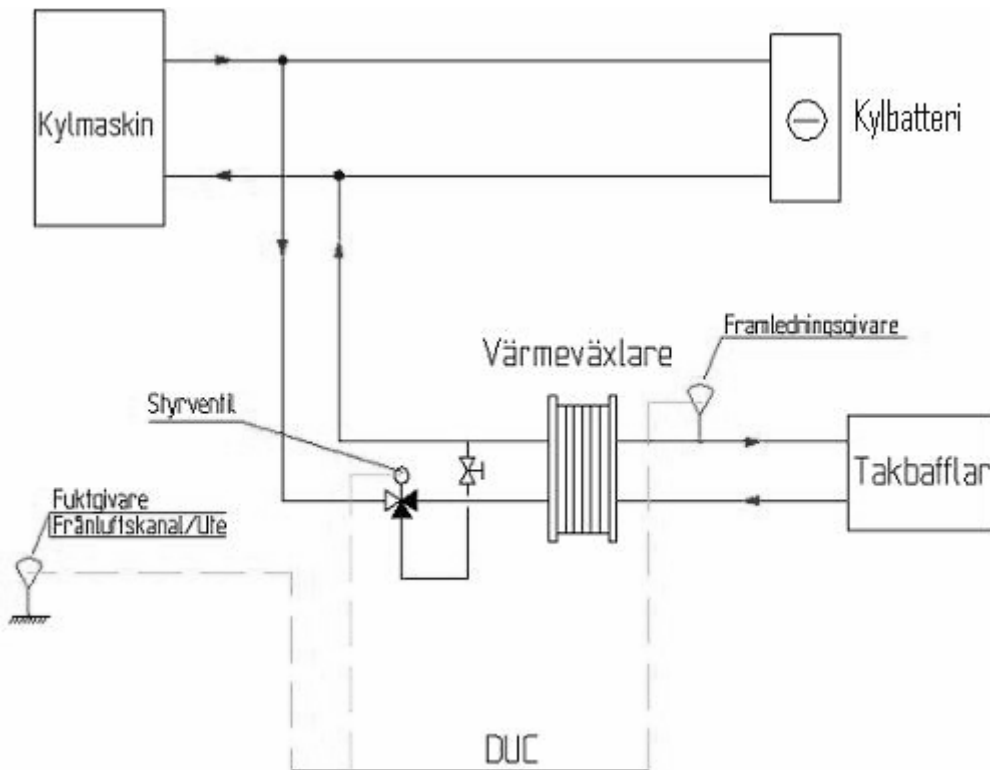 Kylmaskin
Kylbatteri
Framledningsgivare
Värmeväxlare
Styrventil
Takbafflar
Fuktgivare
Frånluftskanal/Ute
DUC